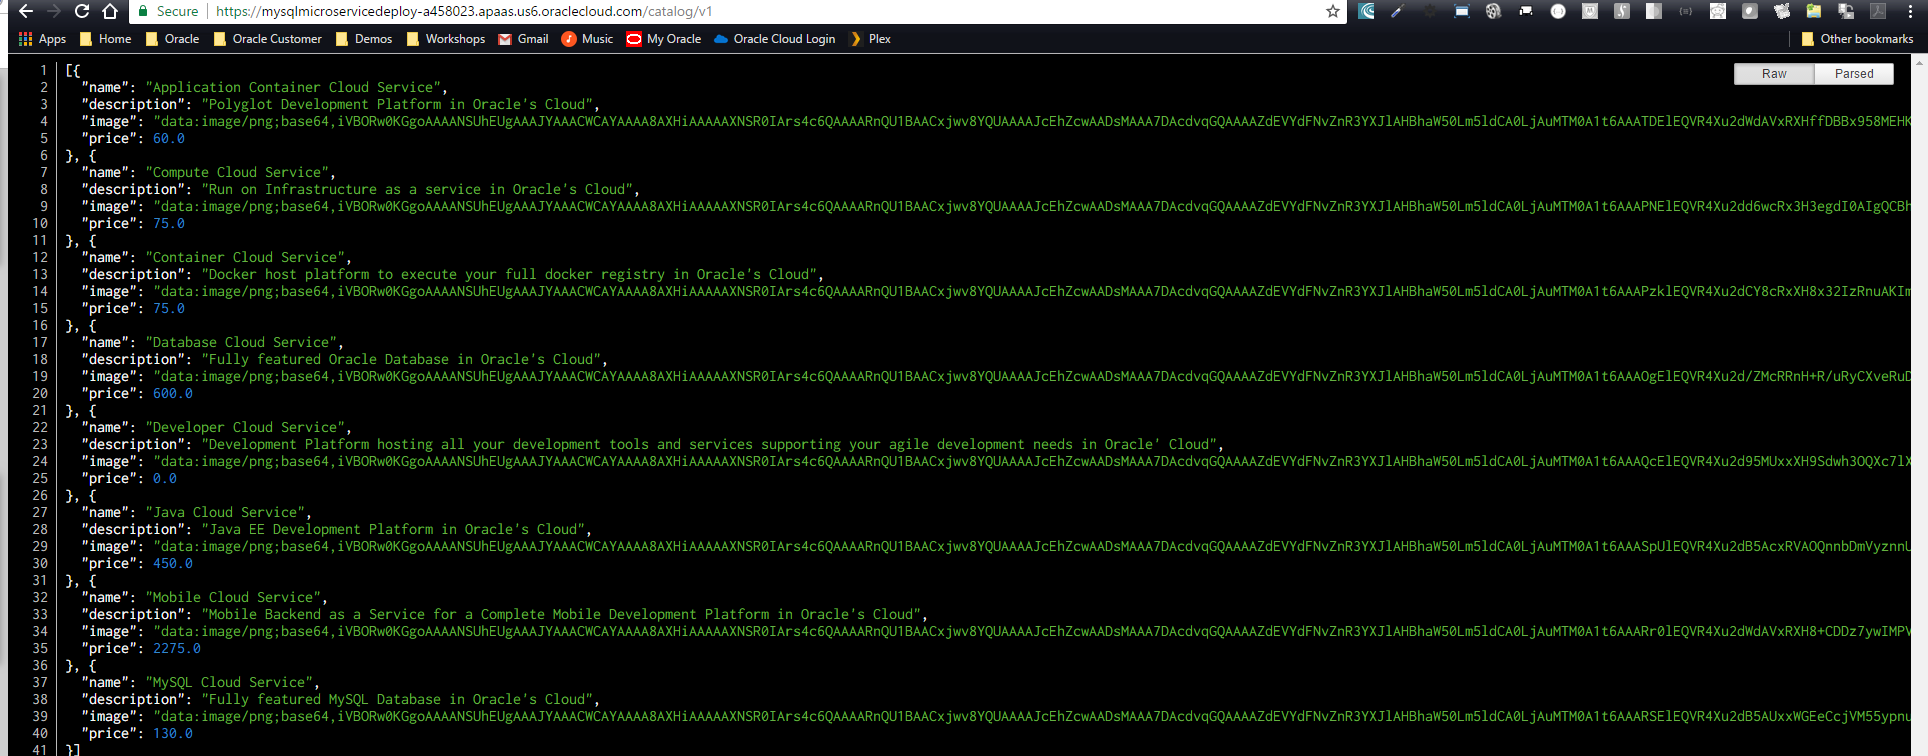 Secure https://mysqlmicroservicedeploy-a458023.apaas.us6.oraclecloud.com/catalog/v1
Apps Home Oracle Oracle Customer Demos Workshops Gmail Music My Oracle Oracle Cloud Login Plex Other bookmarks
Raw Parsed
1 [{
2 "name": "Application Container Cloud Service",
3 "description": "Polyglot Development Platform in Oracle's Cloud",
4 "image": "data:image/png;base64,
5 "price": 60.0
6 }, {
7 "name": "Compute Cloud Service",
8 "description": "Run on Infrastructure as a service in Oracle's Cloud",
9 "image": "data:image/png;base64,
10 "price": 75.0
11 }, {
12 "name": "Container Cloud Service",
13 "description": "Docker host platform to execute your full docker registry in Oracle's Cloud",
14 "image": "data:image/png;base64,
15 "price": 75.0
16 }, {
17 "name": "Database Cloud Service",
18 "description": "Fully featured Oracle Database in Oracle's Cloud",
19 "image": "data:image/png;base64,
20 "price": 600.0
21 }, {
22 "name": "Developer Cloud Service",
23 "description": "Development Platform hosting all your development tools and services supporting your agile development needs in Oracle' Cloud",
24 "image": "data:image/png;base64,
25 "price": 0.0
26 }, {
27 "name": "Java Cloud Service",
28 "description": "Java EE Development Platform in Oracle's Cloud",
29 "image": "data:image/png;base64,
30 "price": 450.0
31 }, {
32 "name": "Mobile Cloud Service",
33 "description": "Mobile Backend as a Service for a Complete Mobile Development Platform in Oracle's Cloud",
34 "image": "data:image/png;base64,
35 "price": 2275.0
36 }, {
37 "name": "MySQL Cloud Service",
38 "description": "Fully featured MySQL Database in Oracle's Cloud",
39 "image": "data:image/png;base64,
40 "price": 130.0
41 }]